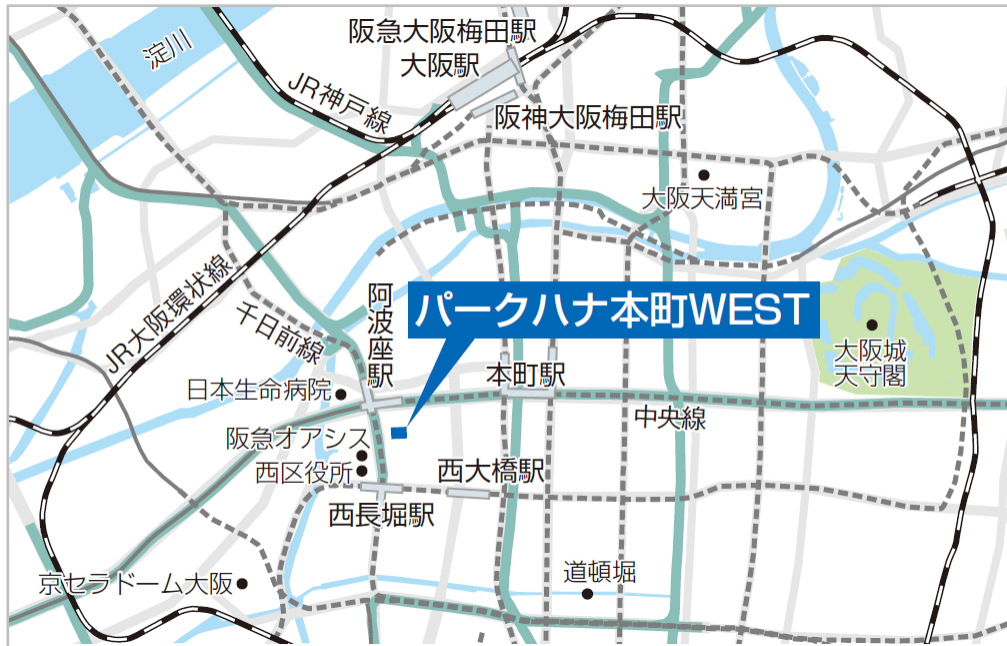 阪急大阪梅田駅
大阪駅
淀川
JR神戸線
阪神大阪梅田駅
大阪天満宮
JR大阪環状線
千日前線
阿波座駅
パークハナ本町WEST
大阪城
天守閣
日本生命病院
本町駅
中央線
阪急オアシス
西区役所
西大橋駅
西長堀駅
京セラドーム大阪
道頓堀